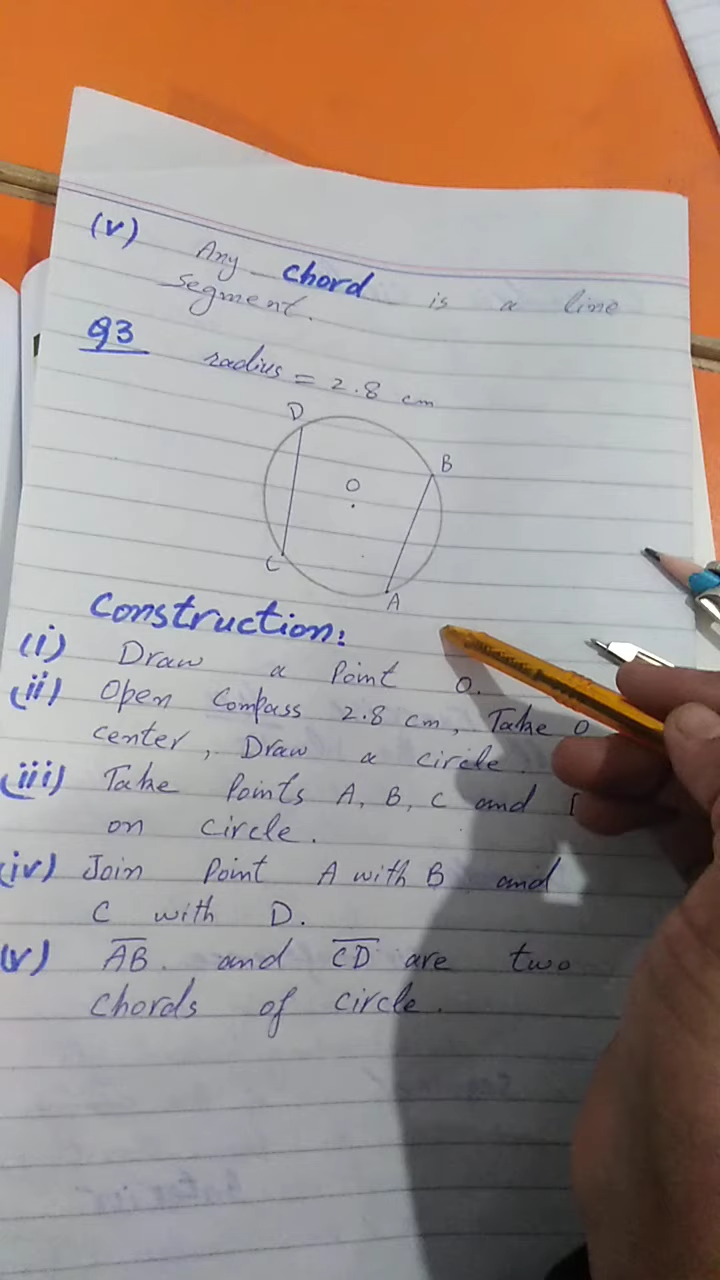 (v) Any chord is a line
segment.
Q3 radius = 2.8 cm
D
B
O
C
A
Construction:
(i) Draw a Point O.
(ii) Open Compass 2.8 cm, Take O
center, Draw a circle.
(iii) Take Points A, B, C and
on circle.
(iv) Join Point A with B and
C with D.
(v) AB and CD are two
chords of circle.